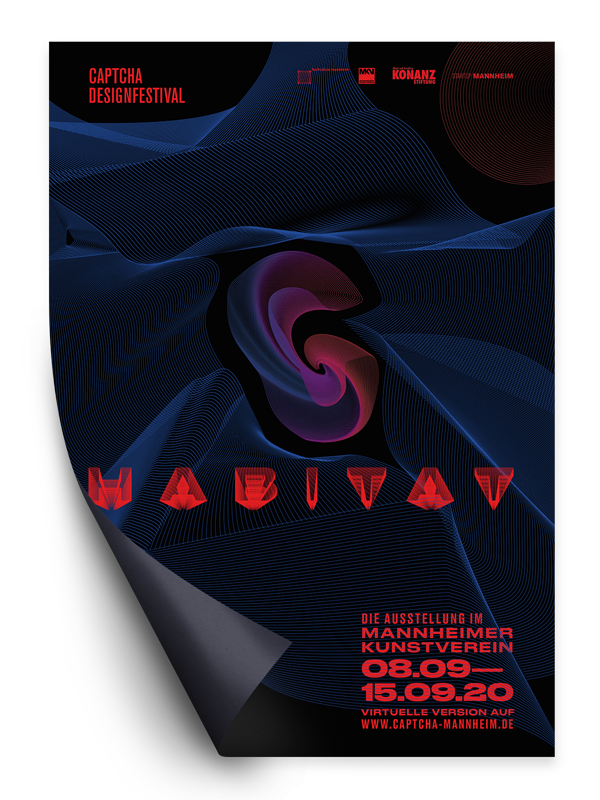 CAPTCHA
DESIGNFESTIVAL
KONANZ
STIFTUNG
MANNHEIM
HABITAT
DIE AUSSTELLUNG IM
MANNHEIMER
KUNSTVEREIN
08.09—
15.09.20
VIRTUELLE VERSION AUF
WWW.CAPTCHA-MANNHEIM.DE